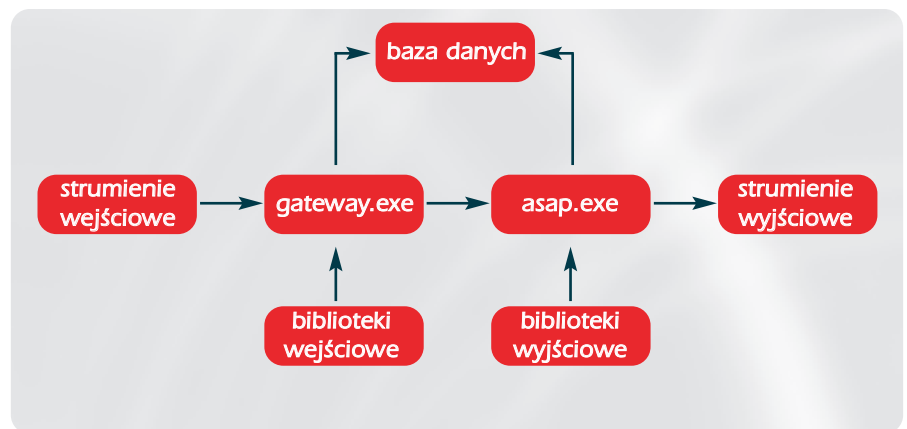 baza danych
strumienie
wejściowe
gateway.exe
asap.exe
strumienie
wyjściowe
biblioteki
wejściowe
biblioteki
wyjściowe